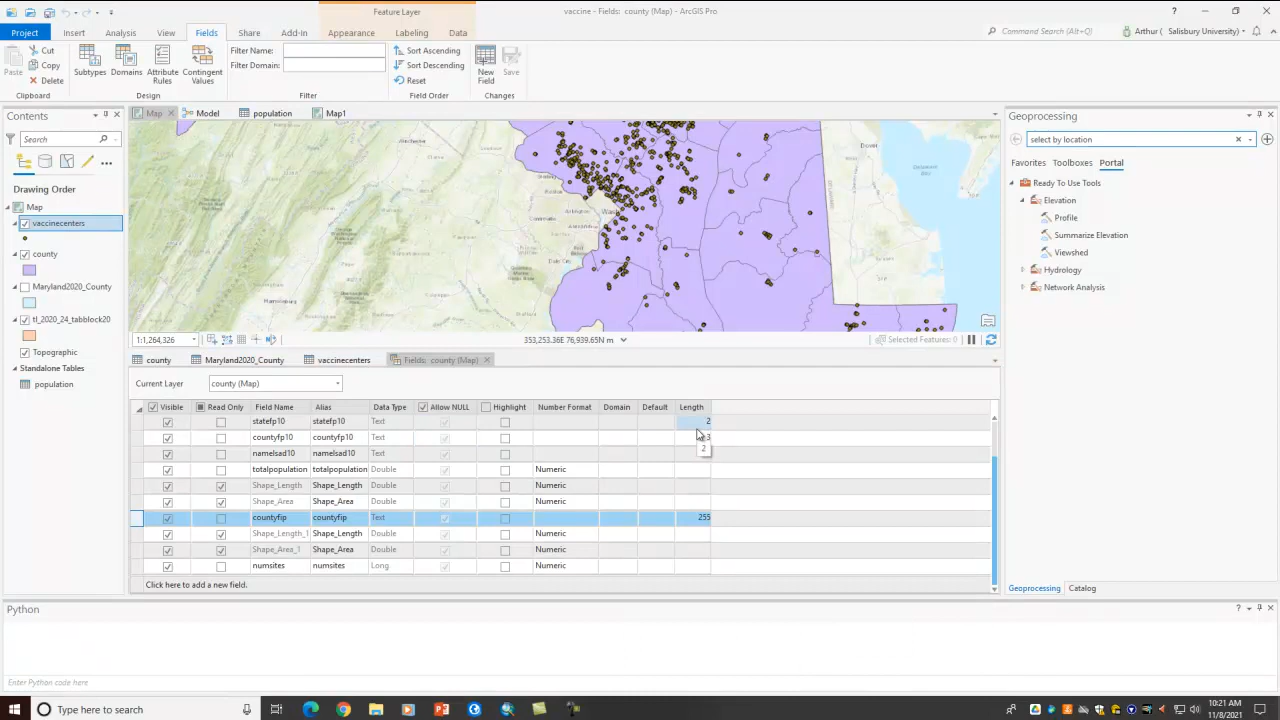 vaccine - Fields: county (Map) - ArcGIS Pro
Feature Layer
Project Insert Analysis View Fields Share Add-In Appearance Labeling Data
Command Search (Alt+Q)
Arthur ( Salisbury University)
Paste
Cut
Copy
Delete
Clipboard
Subtypes
Domains
Attribute Rules
Contingent Values
Design
Filter Name:
Filter Domain:
Filter
Sort Ascending
Sort Descending
Reset
Field Order
New Field
Save
Changes
Contents
Search
Drawing Order
Map
vaccinecenters
county
Maryland2020_County
tl_2020_24_tabblock20
Topographic
Standalone Tables
population
Map Model population Map1
1:1,264,326
353,253.36E 76,939.65N m
Selected Features: 0
county Maryland2020_County vaccinecenters Fields: county (Map)
Current Layer county (Map)
Visible Read Only Field Name Alias Data Type Allow NULL Highlight Number Format Domain Default Length
statefp10 statefp10 Text 2
countyfp10 countyfp10 Text 3
2
namelsad10 namelsad10 Text
totalpopulation totalpopulation Double Numeric
Shape_Length Shape_Length Double Numeric
Shape_Area Shape_Area Double Numeric
countyfip countyfip Text 255
Shape_Length_1 Shape_Length Double Numeric
Shape_Area_1 Shape_Area Double Numeric
numsites numsites Long Numeric
Click here to add a new field.
Geoprocessing
select by location
Favorites Toolboxes Portal
Ready To Use Tools
Elevation
Profile
Summarize Elevation
Viewshed
Hydrology
Network Analysis
Geoprocessing Catalog
Python
Enter Python code here
Type here to search
10:21 AM
11/8/2021